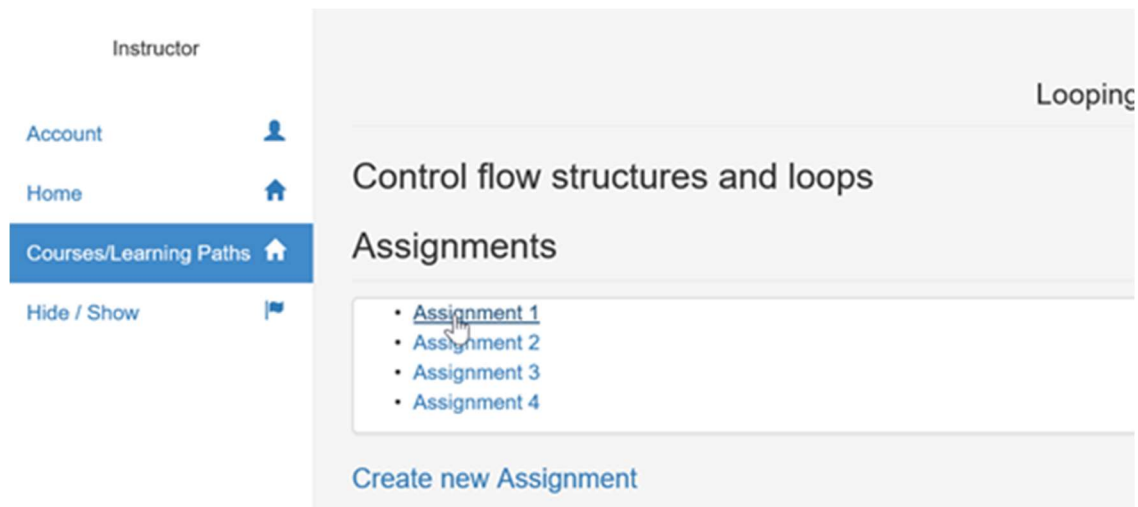 Instructor
Account
Home
Courses/Learning Paths
Hide / Show
Looping
Control flow structures and loops
Assignments
• Assignment 1
• Assignment 2
• Assignment 3
• Assignment 4
Create new Assignment